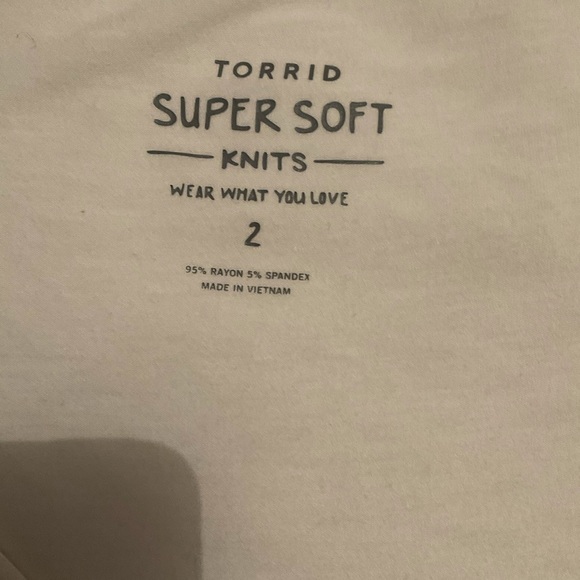 TORRID
SUPER SOFT
KNITS
WEAR WHAT YOU LOVE
2
95% RAYON 5% SPANDEX
MADE IN VIETNAM